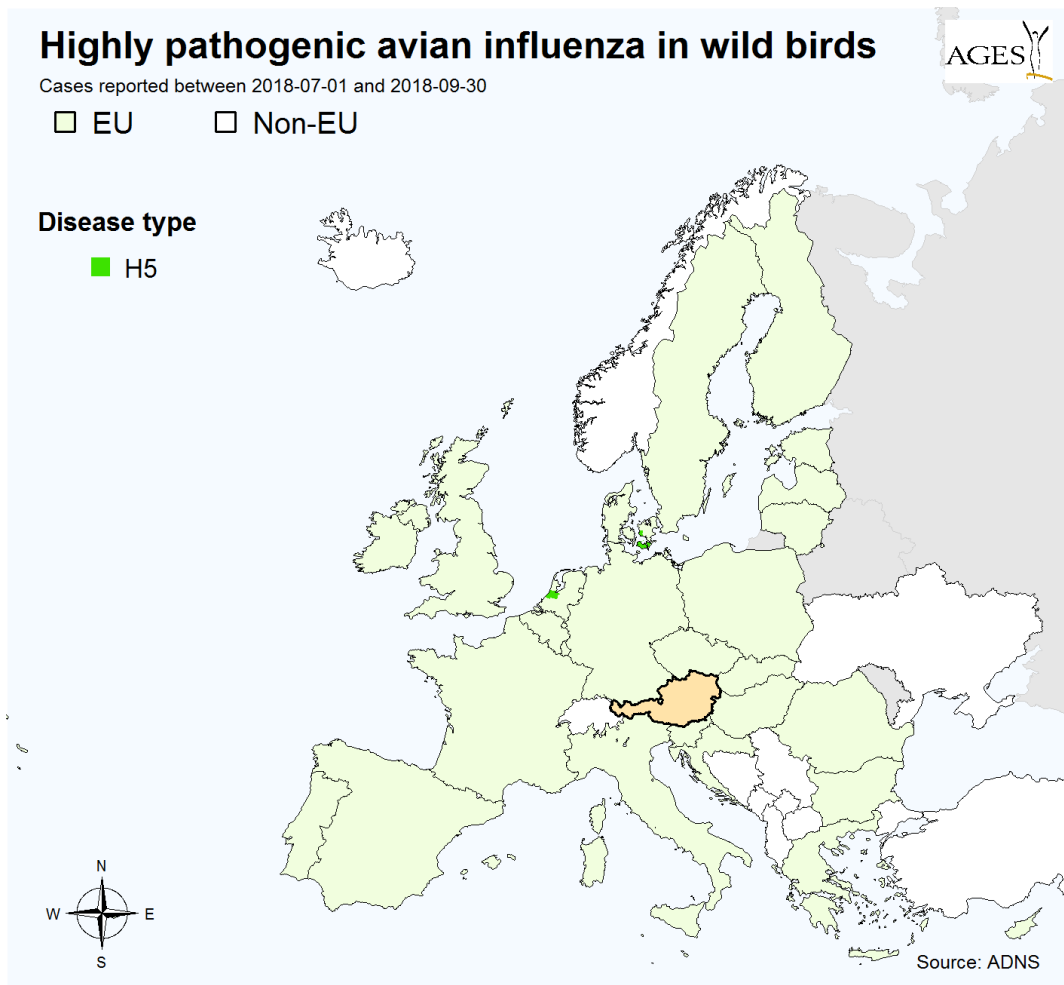 Highly pathogenic avian influenza in wild birds
AGES
Cases reported between 2018-07-01 and 2018-09-30
EU
Non-EU
Disease type
H5
N
W
E
S
Source: ADNS